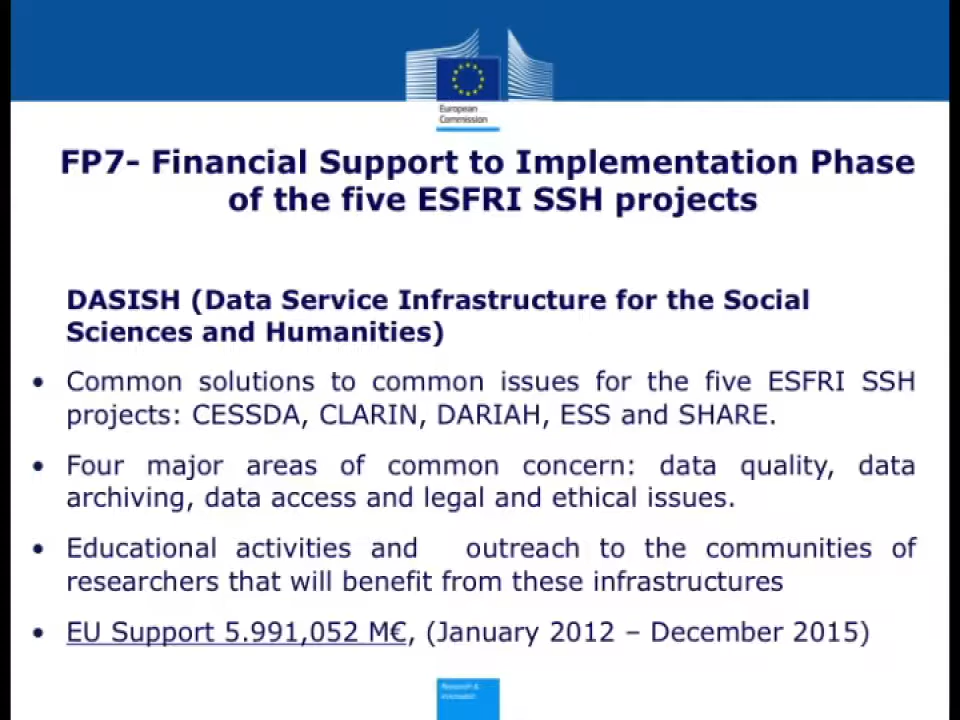 European
Commission
FP7- Financial Support to Implementation Phase
of the five ESFRI SSH projects
DASISH (Data Service Infrastructure for the Social
Sciences and Humanities)
• Common solutions to common issues for the five ESFRI SSH
projects: CESSDA, CLARIN, DARIAH, ESS and SHARE.
• Four major areas of common concern: data quality, data
archiving, data access and legal and ethical issues.
• Educational activities and outreach to the communities of
researchers that will benefit from these infrastructures
• EU Support 5.991,052 M€, (January 2012 – December 2015)
Research &
Innovation